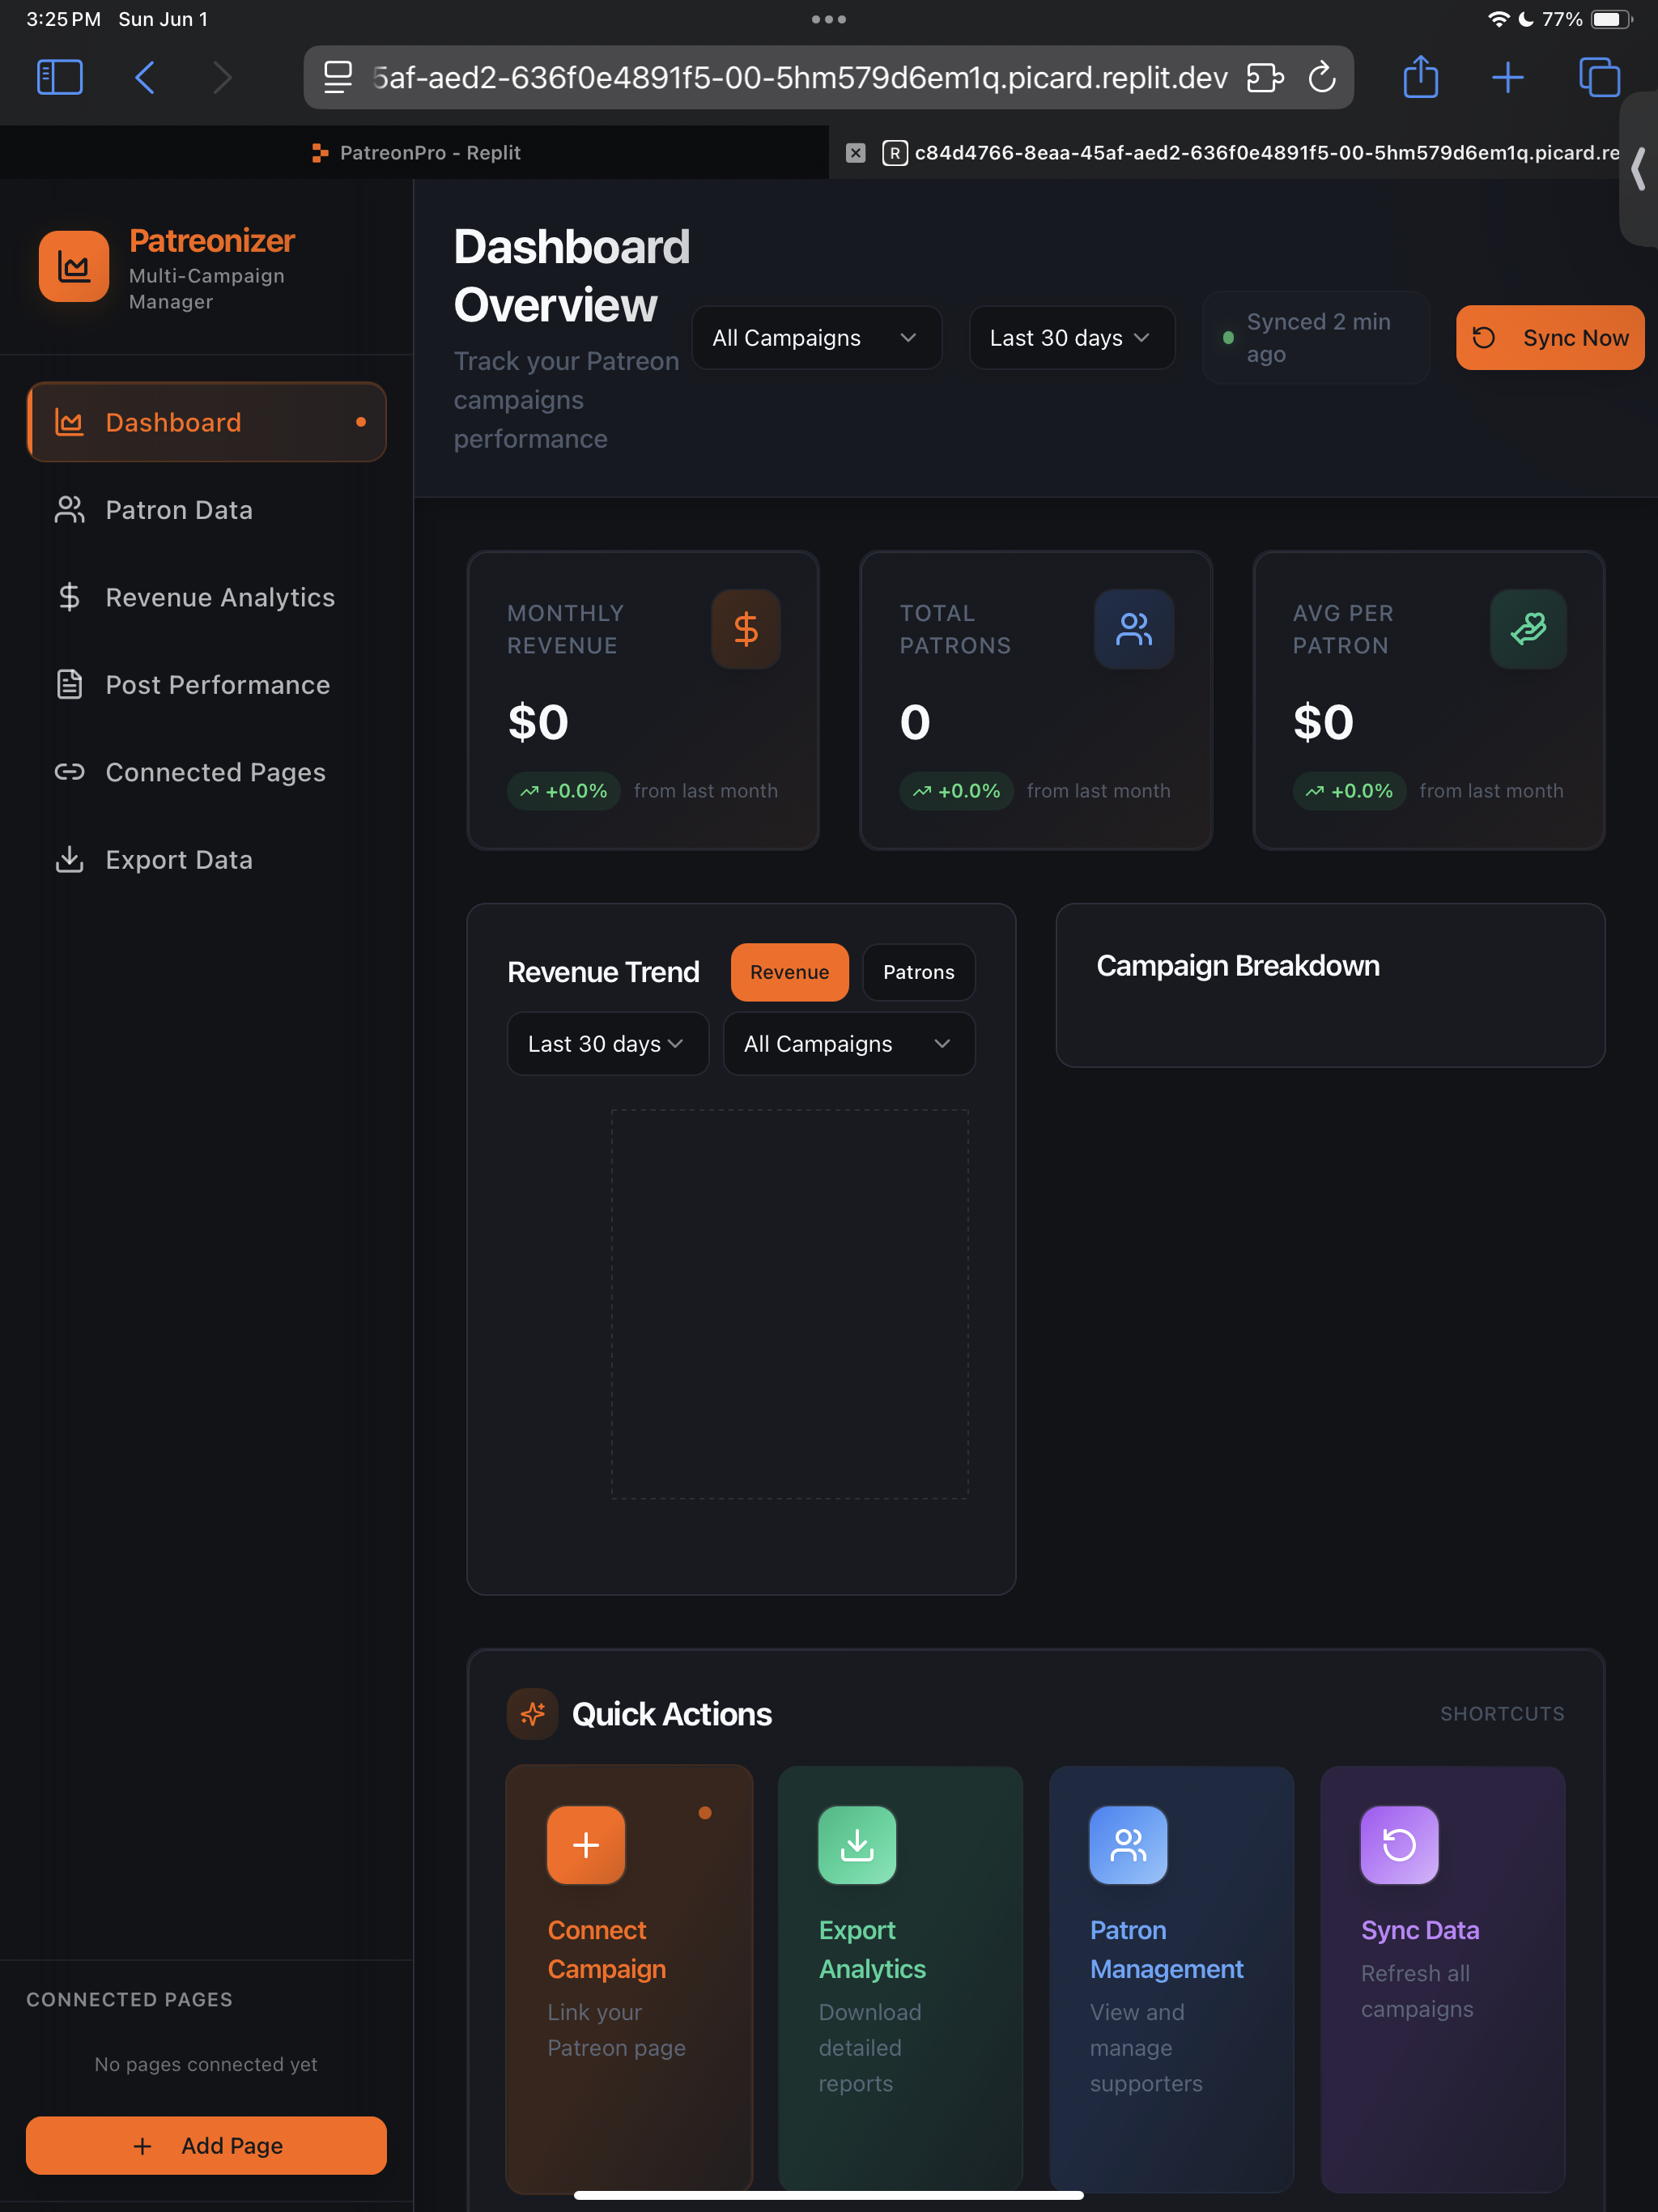 3:25 PM Sun Jun 1
77%
5af-aed2-636f0e4891f5-00-5hm579d6em1q.picard.replit.dev
PatreonPro - Replit
R c84d4766-8eaa-45af-aed2-636f0e4891f5-00-5hm579d6em1q.picard.re
Patreonizer
Multi-Campaign
Manager
Dashboard
Patron Data
Revenue Analytics
Post Performance
Connected Pages
Export Data
CONNECTED PAGES
No pages connected yet
+ Add Page
Dashboard
Overview
Track your Patreon
campaigns
performance
All Campaigns
Last 30 days
Synced 2 min
ago
Sync Now
MONTHLY
REVENUE
$0
+0.0% from last month
TOTAL
PATRONS
0
+0.0% from last month
AVG PER
PATRON
$0
+0.0% from last month
Revenue Trend
Revenue
Patrons
Last 30 days
All Campaigns
Campaign Breakdown
Quick Actions
SHORTCUTS
Connect
Campaign
Link your
Patreon page
Export
Analytics
Download
detailed
reports
Patron
Management
View and
manage
supporters
Sync Data
Refresh all
campaigns